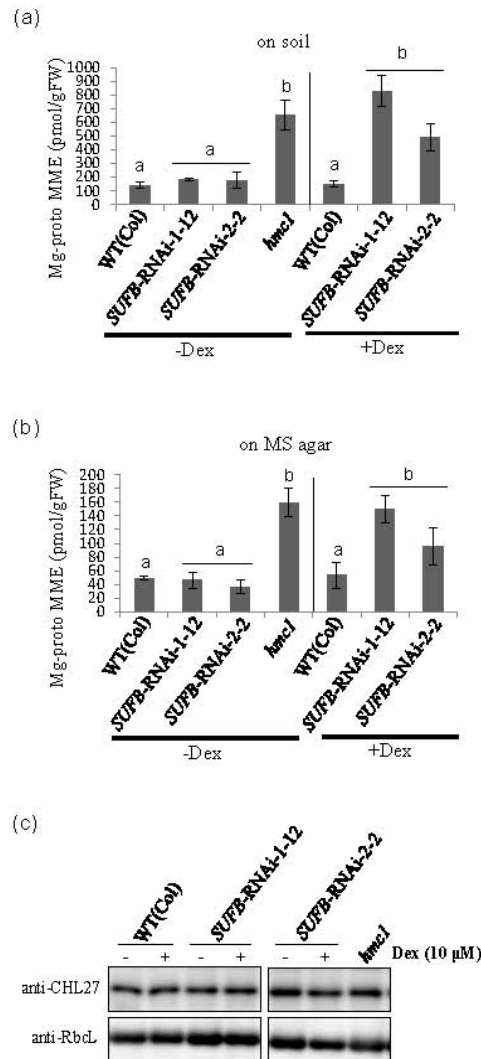 (a)
on soil
Mg-proto MME (pmol/gFW)
1000
900
800
700
600
500
400
300
200
100
0
a
a
b
a
b
WT(Col)
SUFB-RNAi-1-12
SUFB-RNAi-2-2
hmc1
WT(Col)
SUFB-RNAi-1-12
SUFB-RNAi-2-2
-Dex
+Dex
(b)
on MS agar
Mg-proto MME (pmol/gFW)
200
180
160
140
120
100
80
60
40
20
0
a
a
b
a
b
WT(Col)
SUFB-RNAi-1-12
SUFB-RNAi-2-2
hmc1
WT(Col)
SUFB-RNAi-1-12
SUFB-RNAi-2-2
-Dex
+Dex
(c)
WT(Col)
SUFB-RNAi-1-12
SUFB-RNAi-2-2
hmc1
- + - + - + Dex (10 µM)
anti-CHL27
anti-RbcL